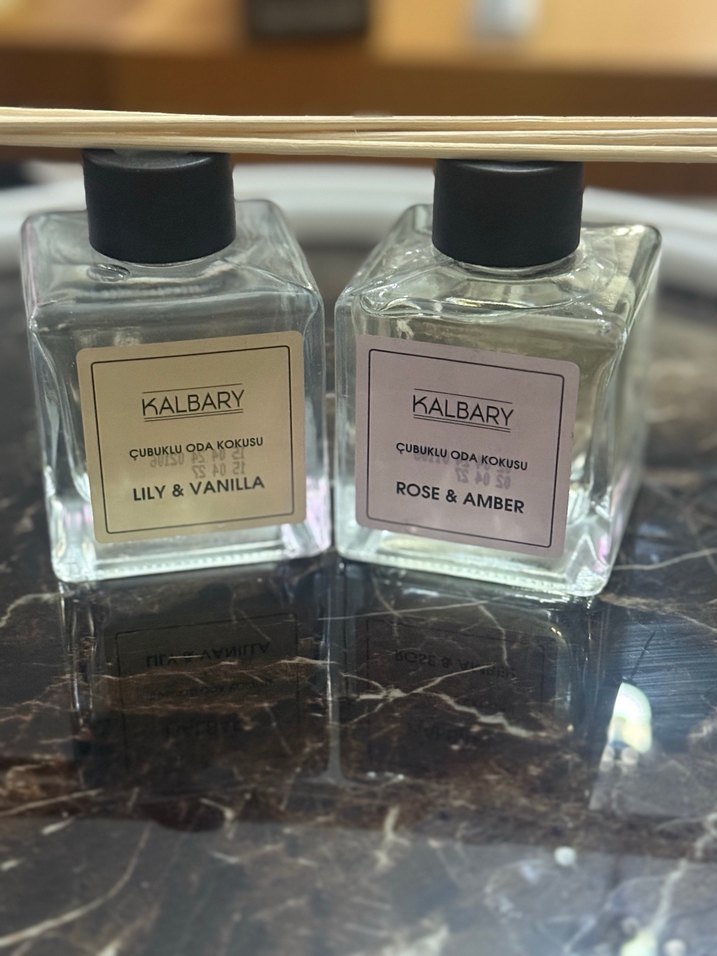 KALBARY
ÇUBUKLU ODA KOKUSU
LILY & VANILLA
KALBARY
ÇUBUKLU ODA KOKUSU
ROSE & AMBER